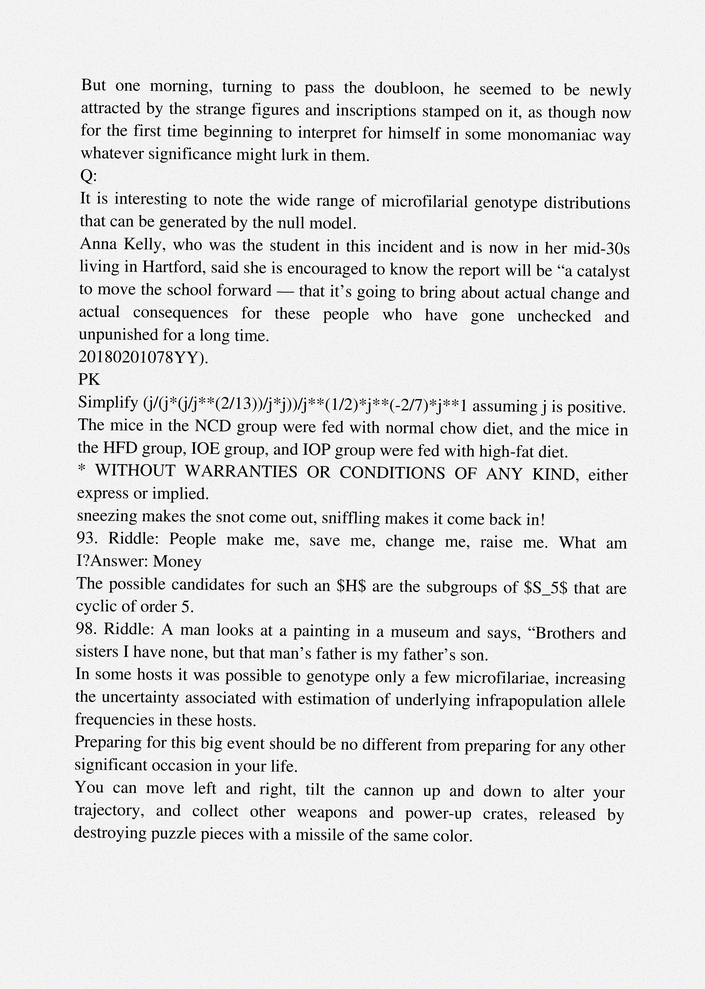 But one morning, turning to pass the doubloon, he seemed to be newly
attracted by the strange figures and inscriptions stamped on it, as though now
for the first time beginning to interpret for himself in some monomaniac way
whatever significance might lurk in them.
Q:
It is interesting to note the wide range of microfilarial genotype distributions
that can be generated by the null model.
Anna Kelly, who was the student in this incident and is now in her mid-30s
living in Hartford, said she is encouraged to know the report will be “a catalyst
to move the school forward — that it’s going to bring about actual change and
actual consequences for these people who have gone unchecked and
unpunished for a long time.
20180201078YY).
PK
Simplify (j/(j*(j/j**(2/13))/j*j))/j**(1/2)*j**(-2/7)*j**1 assuming j is positive.
The mice in the NCD group were fed with normal chow diet, and the mice in
the HFD group, IOE group, and IOP group were fed with high-fat diet.
* WITHOUT WARRANTIES OR CONDITIONS OF ANY KIND, either
express or implied.
sneezing makes the snot come out, sniffling makes it come back in!
93. Riddle: People make me, save me, change me, raise me. What am
I?Answer: Money
The possible candidates for such an $H$ are the subgroups of $S_5$ that are
cyclic of order 5.
98. Riddle: A man looks at a painting in a museum and says, “Brothers and
sisters I have none, but that man’s father is my father’s son.
In some hosts it was possible to genotype only a few microfilariae, increasing
the uncertainty associated with estimation of underlying infrapopulation allele
frequencies in these hosts.
Preparing for this big event should be no different from preparing for any other
significant occasion in your life.
You can move left and right, tilt the cannon up and down to alter your
trajectory, and collect other weapons and power-up crates, released by
destroying puzzle pieces with a missile of the same color.